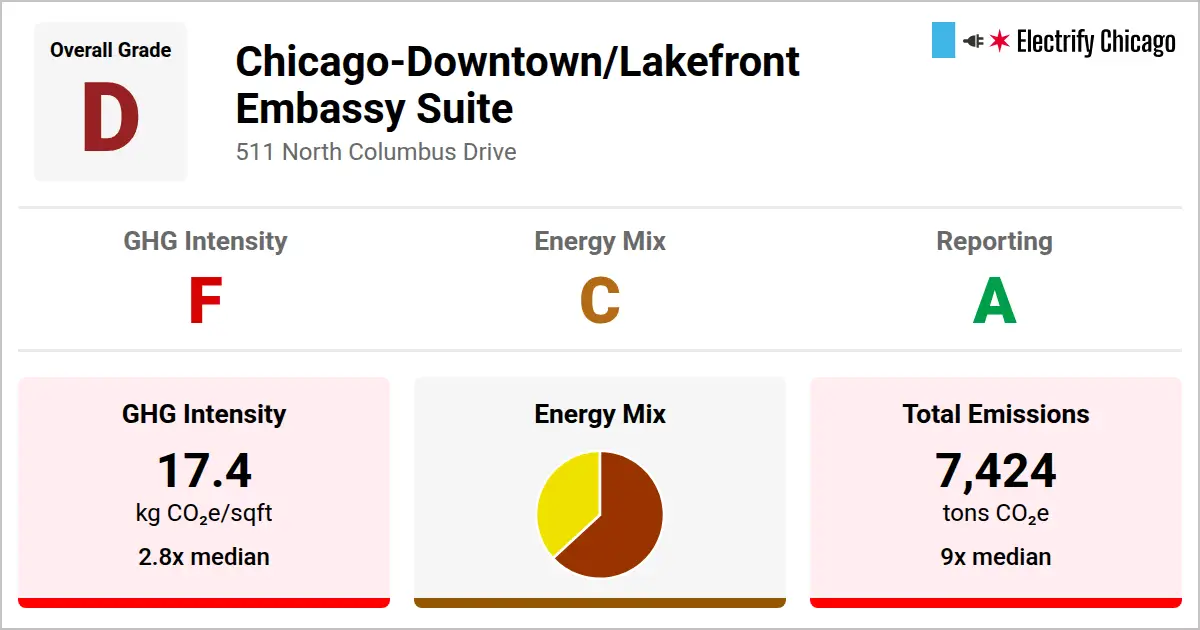 Overall Grade
D
Chicago-Downtown/Lakefront
Embassy Suite
511 North Columbus Drive
Electrify Chicago
GHG Intensity
F
Energy Mix
C
Reporting
A
GHG Intensity
17.4
kg CO₂e/sqft
2.8x median
Energy Mix
Total Emissions
7,424
tons CO₂e
9x median